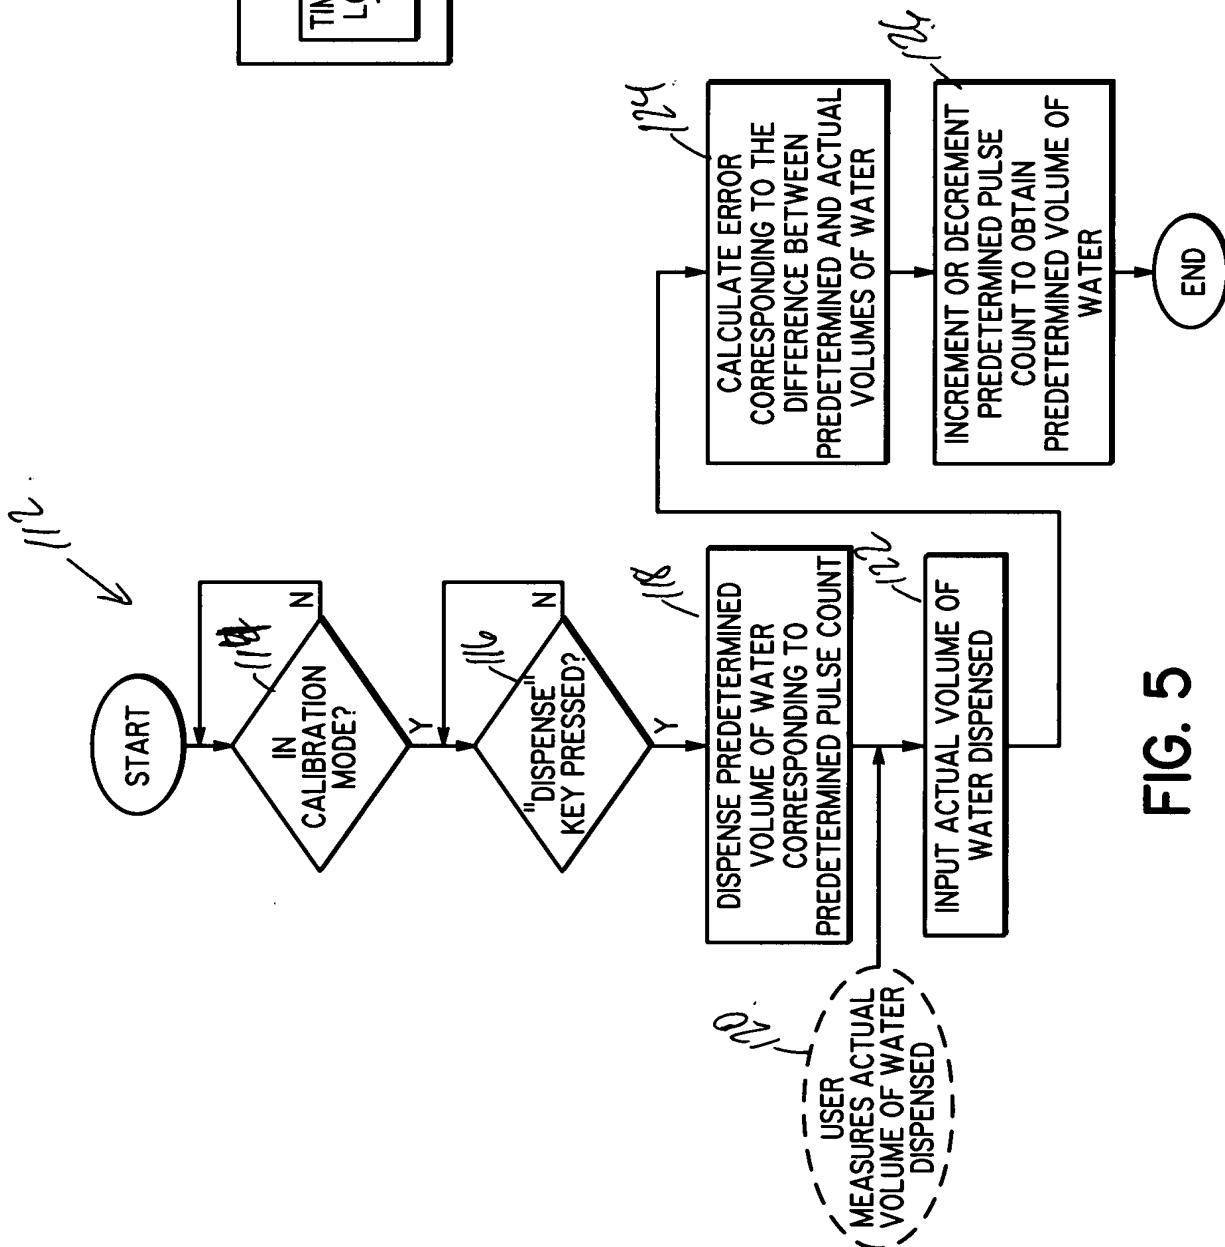 112.
START
114
IN
CALIBRATION
MODE?
N
Y
116
"DISPENSE"
KEY PRESSED?
N
Y
118
DISPENSE PREDETERMINED
VOLUME OF WATER
CORRESPONDING TO
PREDETERMINED PULSE COUNT
120.
USER
MEASURES ACTUAL
VOLUME OF WATER
DISPENSED
122
INPUT ACTUAL VOLUME OF
WATER DISPENSED
124
CALCULATE ERROR
CORRESPONDING TO THE
DIFFERENCE BETWEEN
PREDETERMINED AND ACTUAL
VOLUMES OF WATER
126
INCREMENT OR DECREMENT
PREDETERMINED PULSE
COUNT TO OBTAIN
PREDETERMINED VOLUME OF
WATER
END
FIG. 5